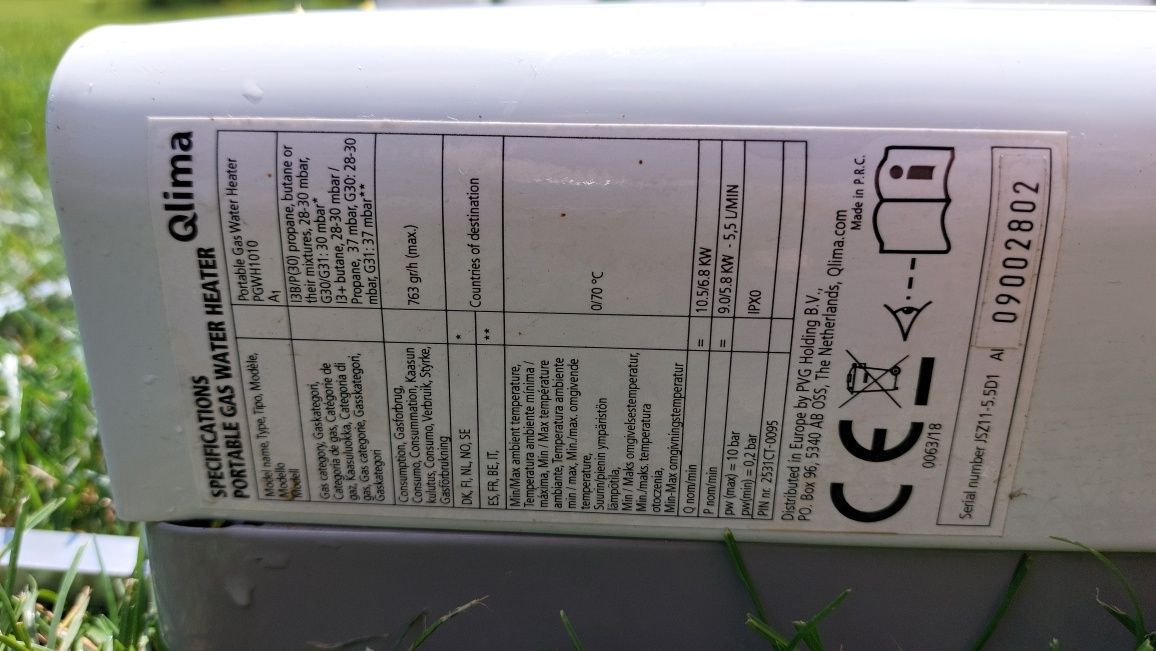 SPECIFICATIONS
PORTABLE GAS WATER HEATER
Qlima
Model name, Type, Tipo, Modèle,
Modello
Modell
Portable Gas Water Heater
PGWH1010
A₁
Gas category, Gaskategori,
Categoria de gas, Catégorie de
gaz, Kaasuluokka, Categoria di
gas, Gas categorie, Gasskategori,
Gaskategori
I3B/P(30) propane, butane or
their mixtures, 28-30 mbar,
G30/G31: 30 mbar*
I3+ butane, 28-30 mbar /
Propane, 37 mbar, G30: 28-30
mbar, G31: 37 mbar**
Consumption, Gasforbrug,
Consumo, Consummation, Kaasun
kulutus, Consumo, Verbruik, Styrke,
Gasförbrukning
763 gr/h (max.)
DK, FI, NL, NO, SE
*
Countries of destination
ES, FR, BE, IT,
**
Min/Max. ambient temperature,
Temperatura ambiente minima /
máxima, Min / Max température
ambiante, Temperatura ambiente
min / max, Min./max. omgivende
temperature,
Suurin/pienin ympäristön
lämpötila,
Min / Maks omgivelsestemperatur,
Min./maks. temperatura
otoczenia,
Min-Max omgivningstemperatur
0/70 °C
Q nom/min
=
10.5/6.8 KW
P nom/min
=
9.0/5.8 KW - 5,5 L/MIN
pw (max) = 10 bar
pw(min) = 0,2 bar
IPX0
PIN nr. 2531CT-0095
Distributed in Europe by PVG Holding B.V.,
PO. Box 96, 5340 AB OSS, The Netherlands, Qlima.com
Made in P.R.C.
CE
i
0063/18
Serial number JSZ11-5.5D1 AI
09002802